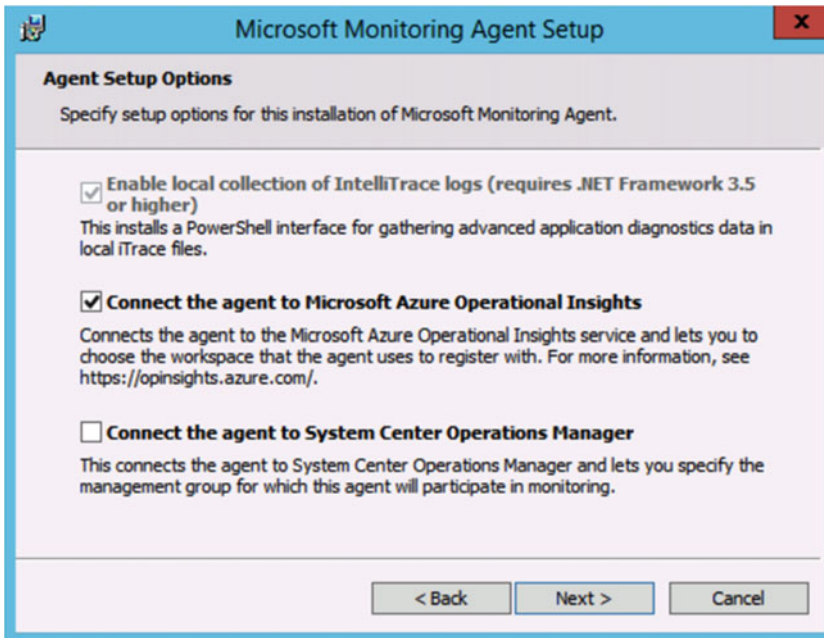 Microsoft Monitoring Agent Setup
x
Agent Setup Options
Specify setup options for this installation of Microsoft Monitoring Agent.
Enable local collection of IntelliTrace logs (requires .NET Framework 3.5
or higher)
This installs a PowerShell interface for gathering advanced application diagnostics data in
local iTrace files.
Connect the agent to Microsoft Azure Operational Insights
Connects the agent to the Microsoft Azure Operational Insights service and lets you to
choose the workspace that the agent uses to register with. For more information, see
https://opinsights.azure.com/.
Connect the agent to System Center Operations Manager
This connects the agent to System Center Operations Manager and lets you specify the
management group for which this agent will participate in monitoring.
< Back Next > Cancel